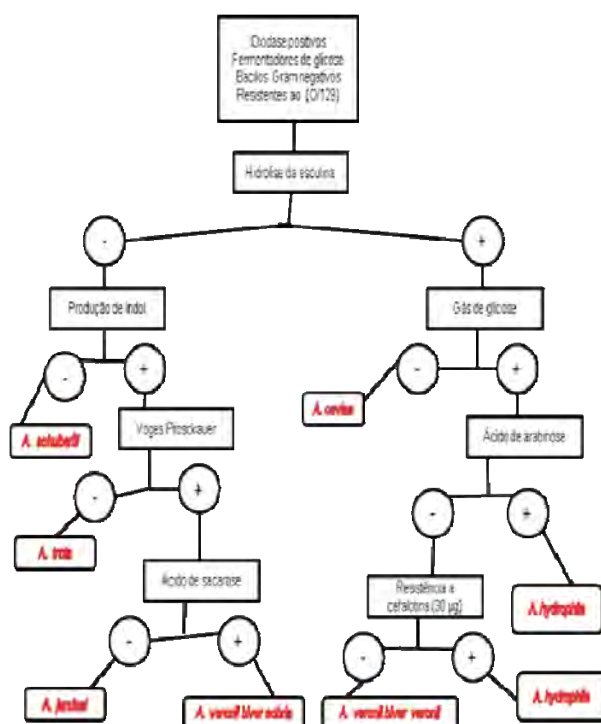 Oxidase positivos
Fermentadores de glicose
Bacilos Gram negativos
Resistentes ao (O/129)
Hidrólise da esculina
-
+
Produção de indol
Gás de glicose
-
+
-
+
A. schubertii
Voges Proskauer
A. caviae
Ácido de arabinose
-
+
-
+
A. trota
Ácido de sacarase
Resistência a
cefalotina (30 µg)
A. hydrophila
-
+
-
+
A. jandaei
A. veronii biovar sobria
A. veronii biovar veronii
A. hydrophila